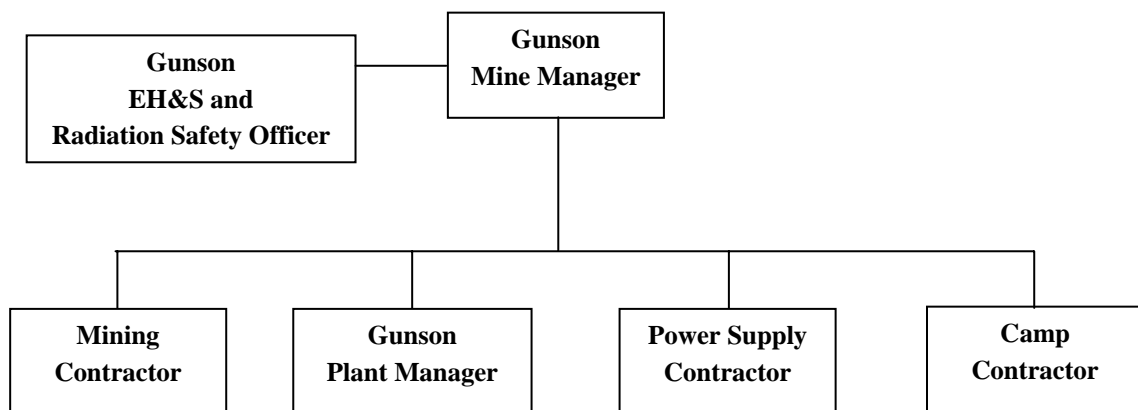 Gunson
Mine Manager
Gunson
EH&S and
Radiation Safety Officer
Mining
Contractor
Gunson
Plant Manager
Power Supply
Contractor
Camp
Contractor